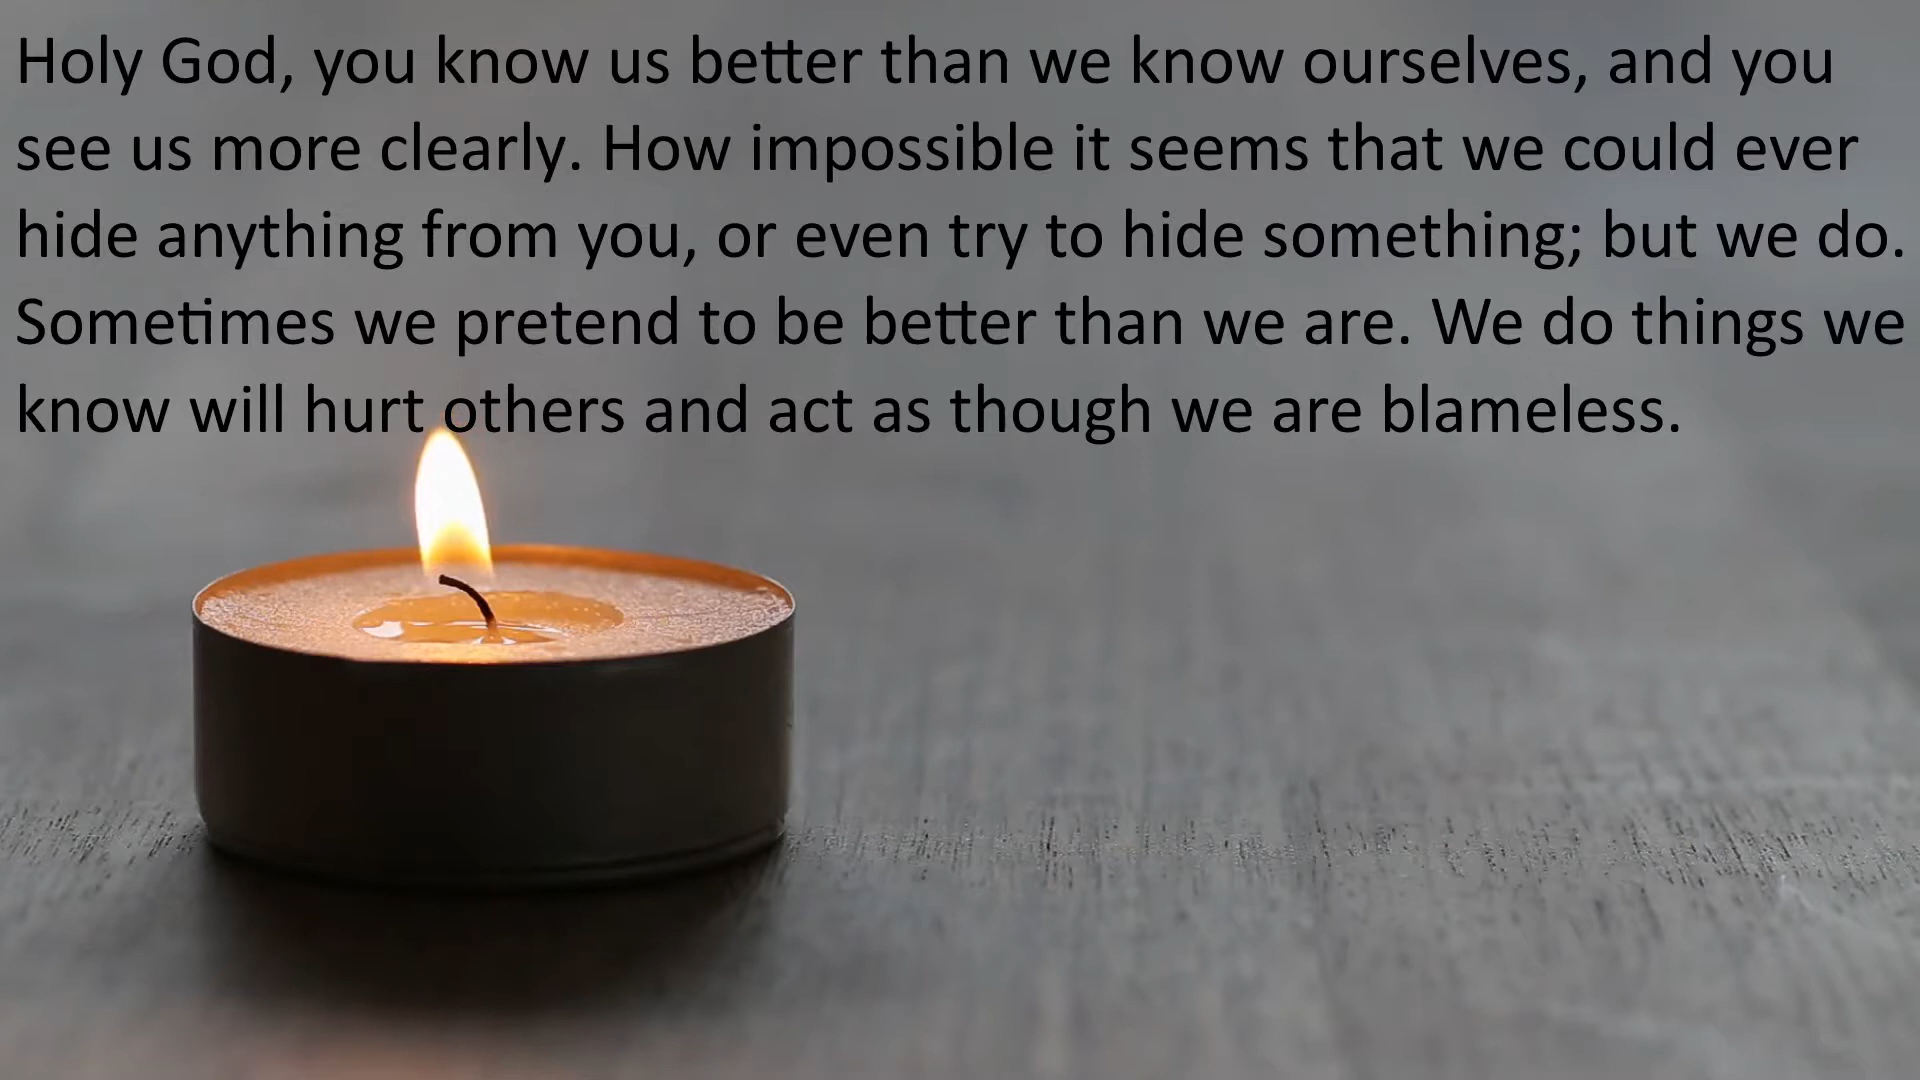 Holy God, you know us better than we know ourselves, and you
see us more clearly. How impossible it seems that we could ever
hide anything from you, or even try to hide something; but we do.
Sometimes we pretend to be better than we are. We do things we
know will hurt others and act as though we are blameless.